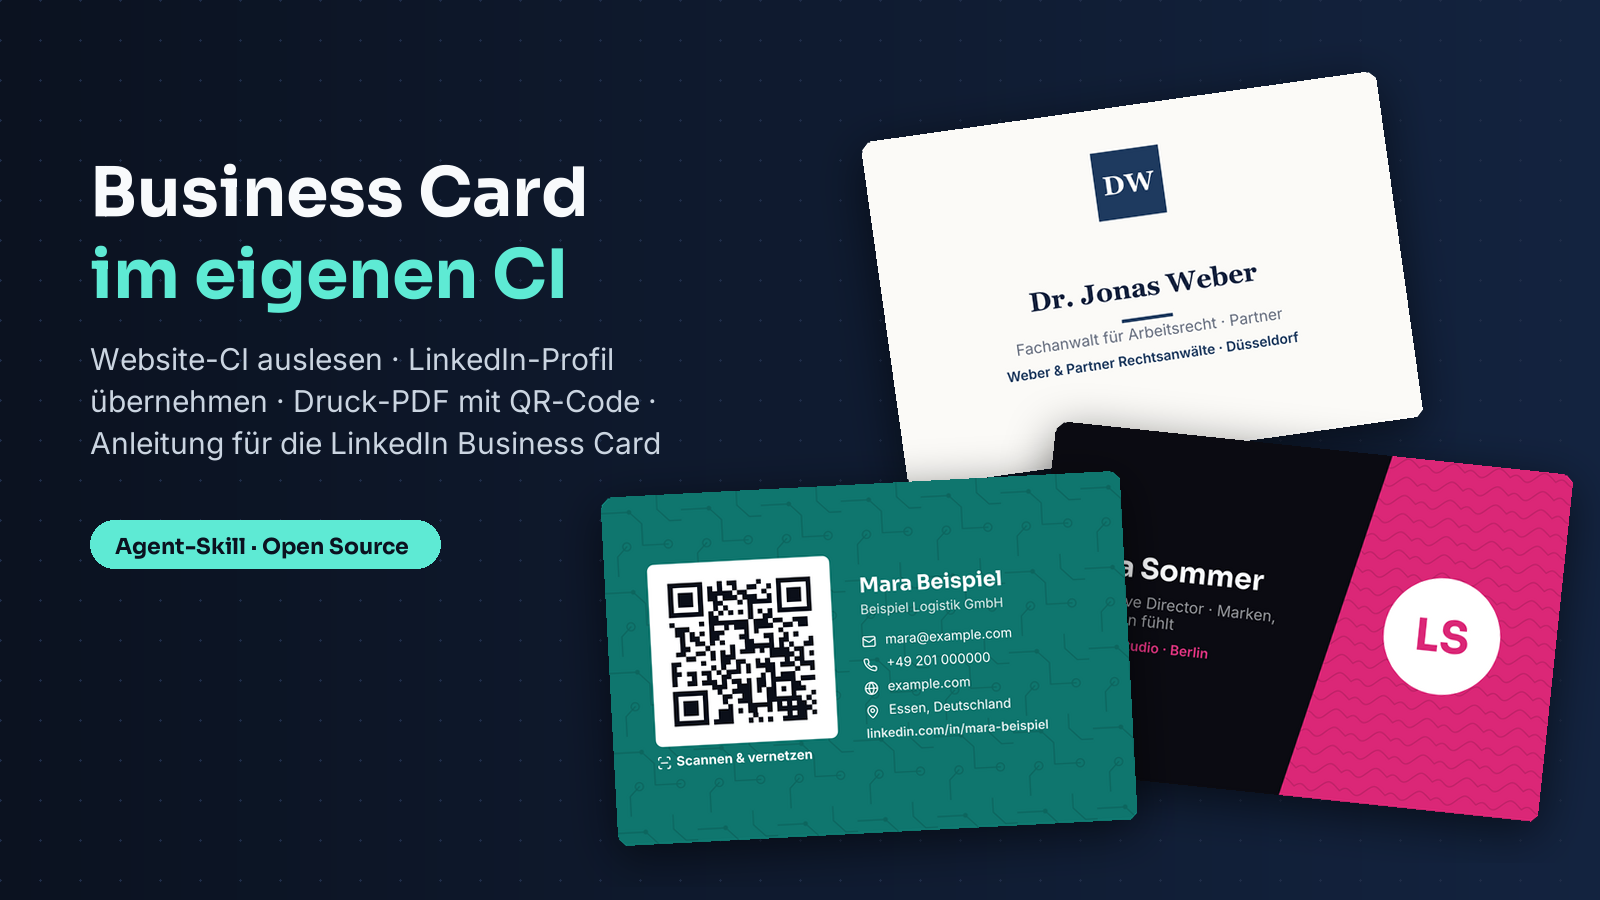 Business Card
im eigenen CI
Website-CI auslesen · LinkedIn-Profil
übernehmen · Druck-PDF mit QR-Code ·
Anleitung für die LinkedIn Business Card
Agent-Skill · Open Source
DW
Dr. Jonas Weber
Fachanwalt für Arbeitsrecht · Partner
Weber & Partner Rechtsanwälte · Düsseldorf
Mara Beispiel
Beispiel Logistik GmbH
mara@example.com
+49 201 000000
example.com
Essen, Deutschland
linkedin.com/in/mara-beispiel
Scannen & vernetzen
a Sommer
ve Director · Marken,
n fühlt
udio · Berlin
LS